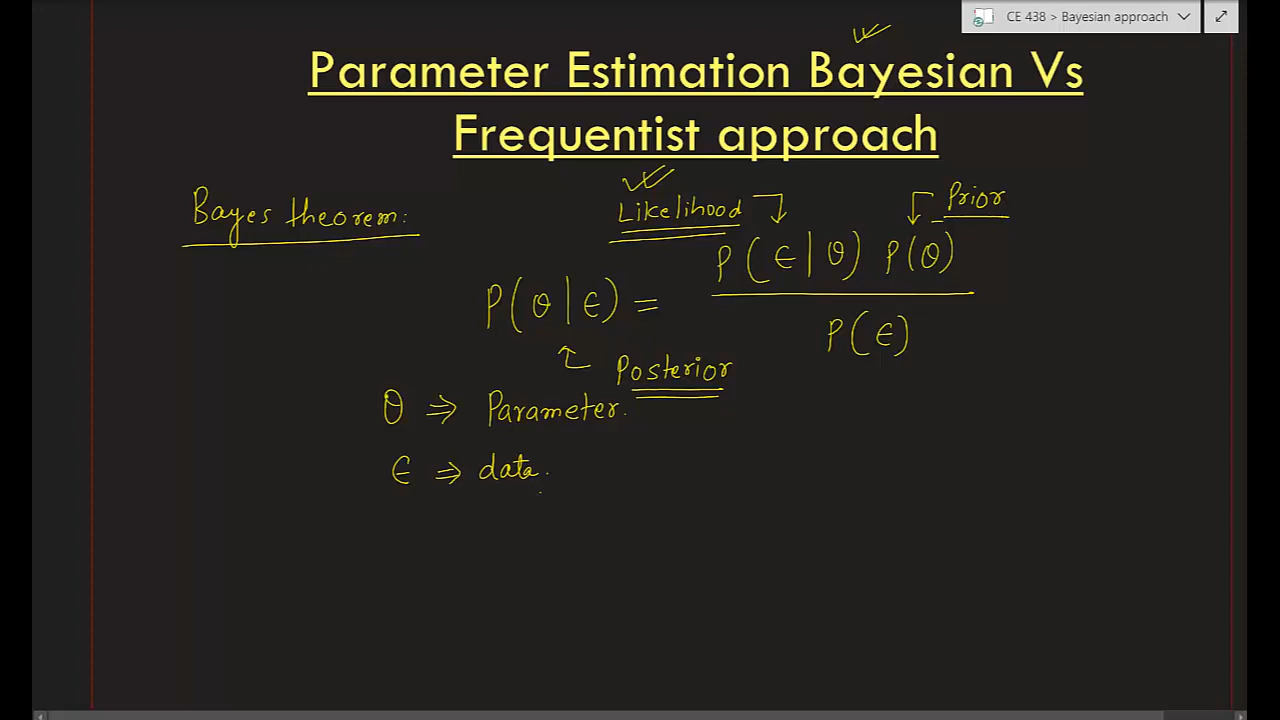 CE 438 > Bayesian approach
Parameter Estimation Bayesian Vs
Frequentist approach
Bayes theorem:
Likelihood
Prior
P(θ|ϵ) = P(ϵ|θ) P(θ)
P(ϵ)
Posterior
θ ⇒ Parameter.
ϵ ⇒ data.